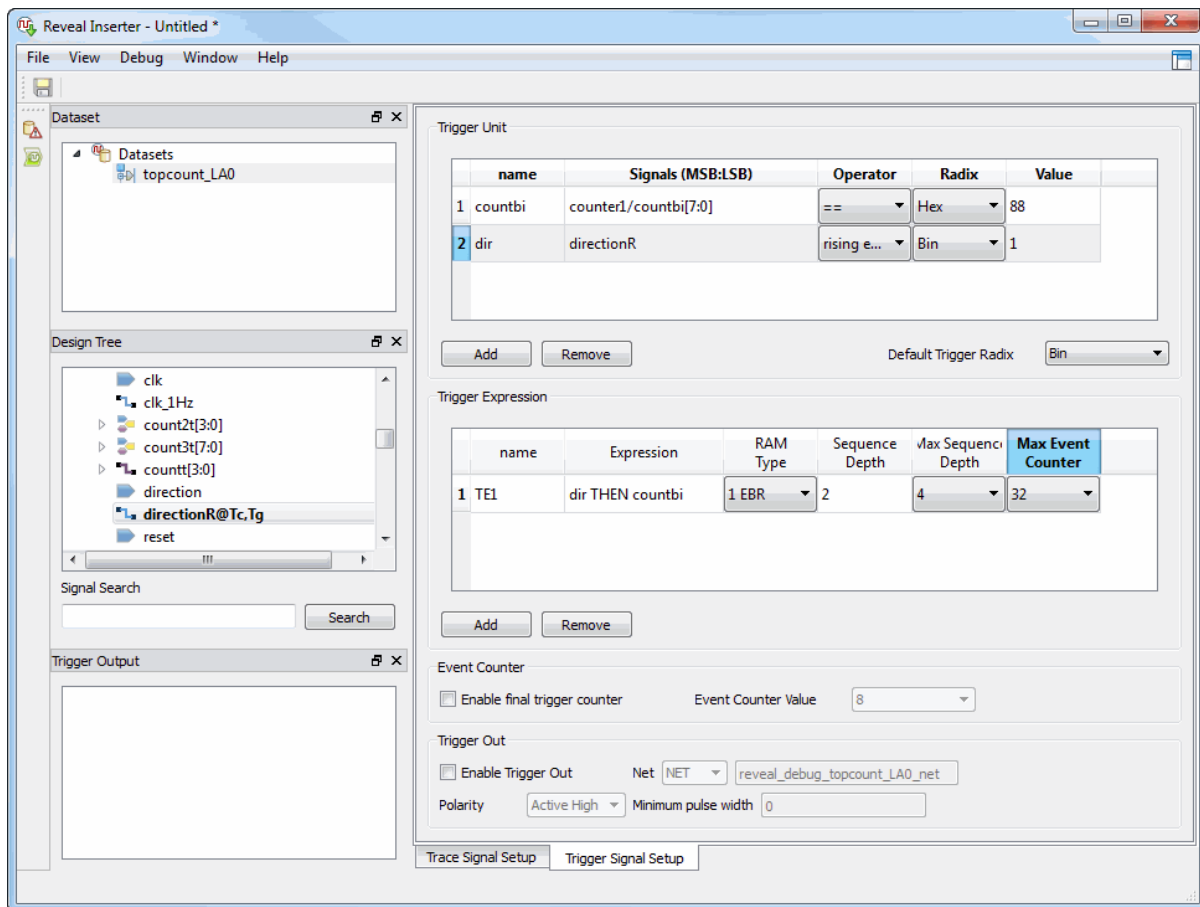 Reveal Inserter - Untitled *
File View Debug Window Help
Dataset
Datasets
topcount_LA0
Design Tree
clk
clk_1Hz
count2t[3:0]
count3t[7:0]
countt[3:0]
direction
directionR@Tc,Tg
reset
Signal Search
Search
Trigger Output
Trigger Unit
name Signals (MSB:LSB) Operator Radix Value
1 countbi counter1/countbi[7:0] == Hex 88
2 dir directionR rising e... Bin 1
Add Remove Default Trigger Radix Bin
Trigger Expression
name Expression RAM Type Sequence Depth Max Sequence Depth Max Event Counter
1 TE1 dir THEN countbi 1 EBR 2 4 32
Add Remove
Event Counter
Enable final trigger counter Event Counter Value 8
Trigger Out
Enable Trigger Out Net NET reveal_debug_topcount_LA0_net
Polarity Active High Minimum pulse width 0
Trace Signal Setup Trigger Signal Setup